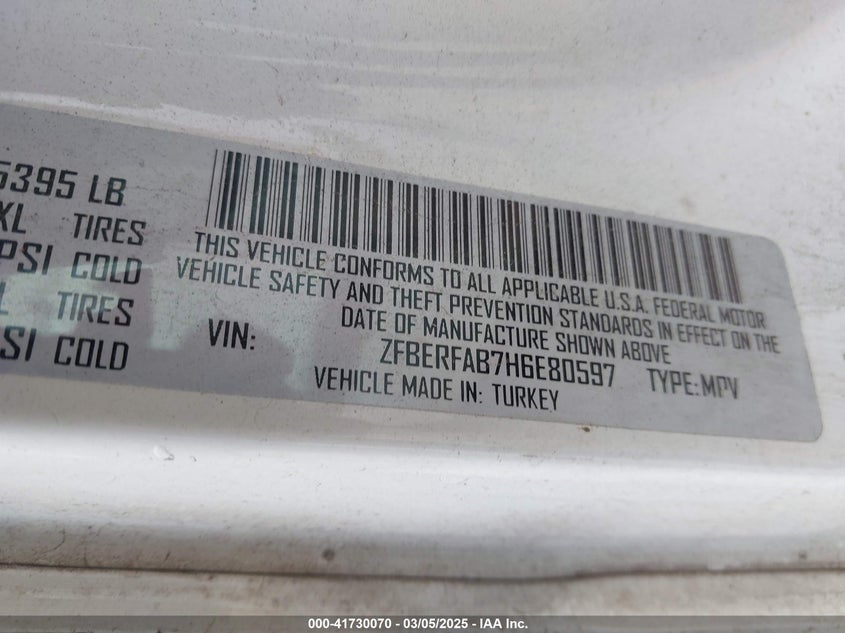 5395 LB
XL TIRES
PSI COLD
TIRES
SI COLD
THIS VEHICLE CONFORMS TO ALL APPLICABLE U.S.A. FEDERAL MOTOR
VEHICLE SAFETY AND THEFT PREVENTION STANDARDS IN EFFECT ON THE
DATE OF MANUFACTURE SHOWN ABOVE
VIN: ZFBERFAB7H6E80597 TYPE:MPV
VEHICLE MADE IN: TURKEY
000-41730070 - 03/05/2025 - IAA Inc.